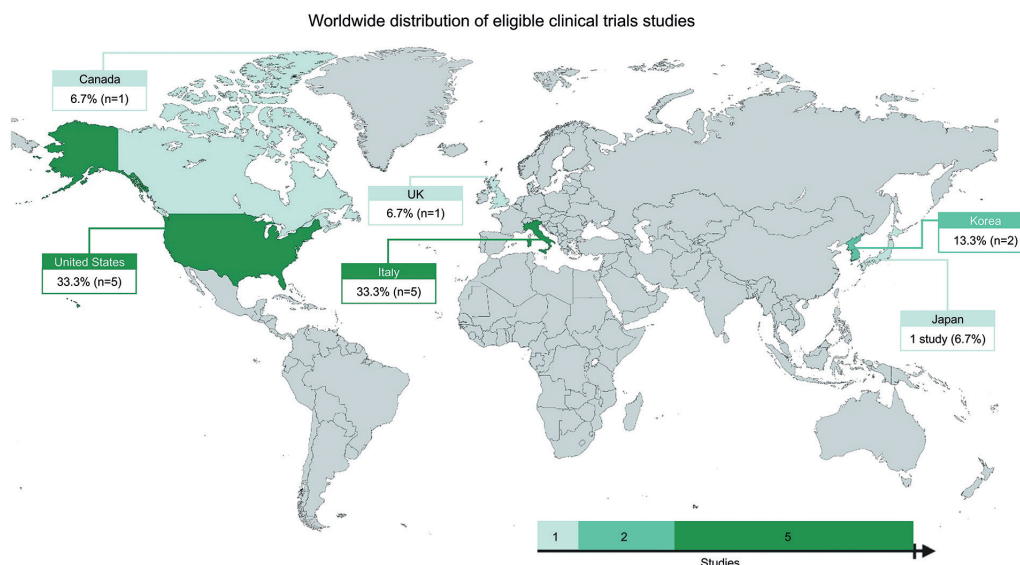 Worldwide distribution of eligible clinical trials studies
Canada
6.7% (n=1)
UK
6.7% (n=1)
Korea
13.3% (n=2)
United States
33.3% (n=5)
Italy
33.3% (n=5)
Japan
1 study (6.7%)
1 2 5
Studies